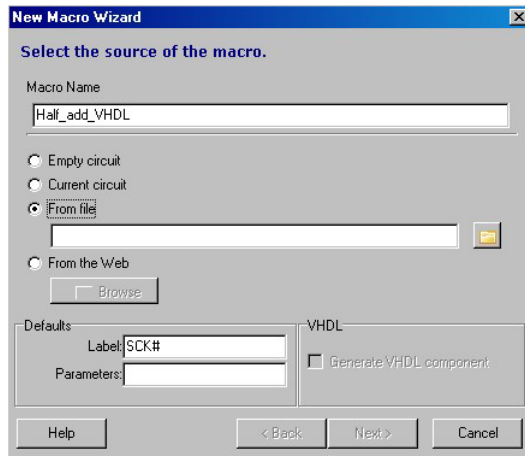 New Macro Wizard
Select the source of the macro.
Macro Name
Half_add_VHDL
Empty circuit
Current circuit
From file
From the Web
Browse
Defaults
Label: SCK#
Parameters:
VHDL
Generate VHDL component
Help
< Back
Next >
Cancel